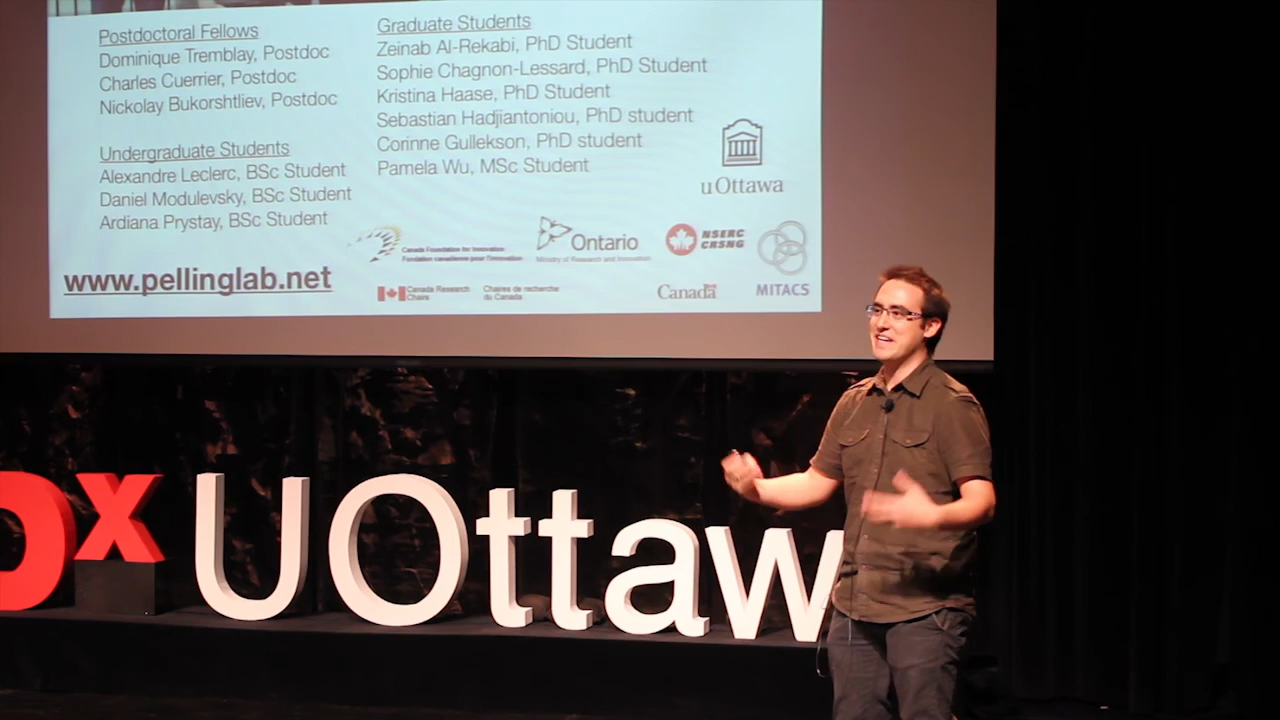 Postdoctoral Fellows
Dominique Tremblay, Postdoc
Charles Cuerrier, Postdoc
Nickolay Bukorshtliev, Postdoc
Undergraduate Students
Alexandre Leclerc, BSc Student
Daniel Modulevsky, BSc Student
Ardiana Prystay, BSc Student
www.pellinglab.net
Graduate Students
Zeinab Al-Rekabi, PhD Student
Sophie Chagnon-Lessard, PhD Student
Kristina Haase, PhD Student
Sebastian Hadjiantoniou, PhD student
Corinne Gullekson, PhD student
Pamela Wu, MSc Student
uOttawa
Canada Foundation for Innovation
Fondation canadienne pour l'innovation
Ontario
Ministry of Research and Innovation
NSERC
CRSNG
Canada Research
Chairs
Chaires de recherche
du Canada
Canada
MITACS
Dx UOttaw